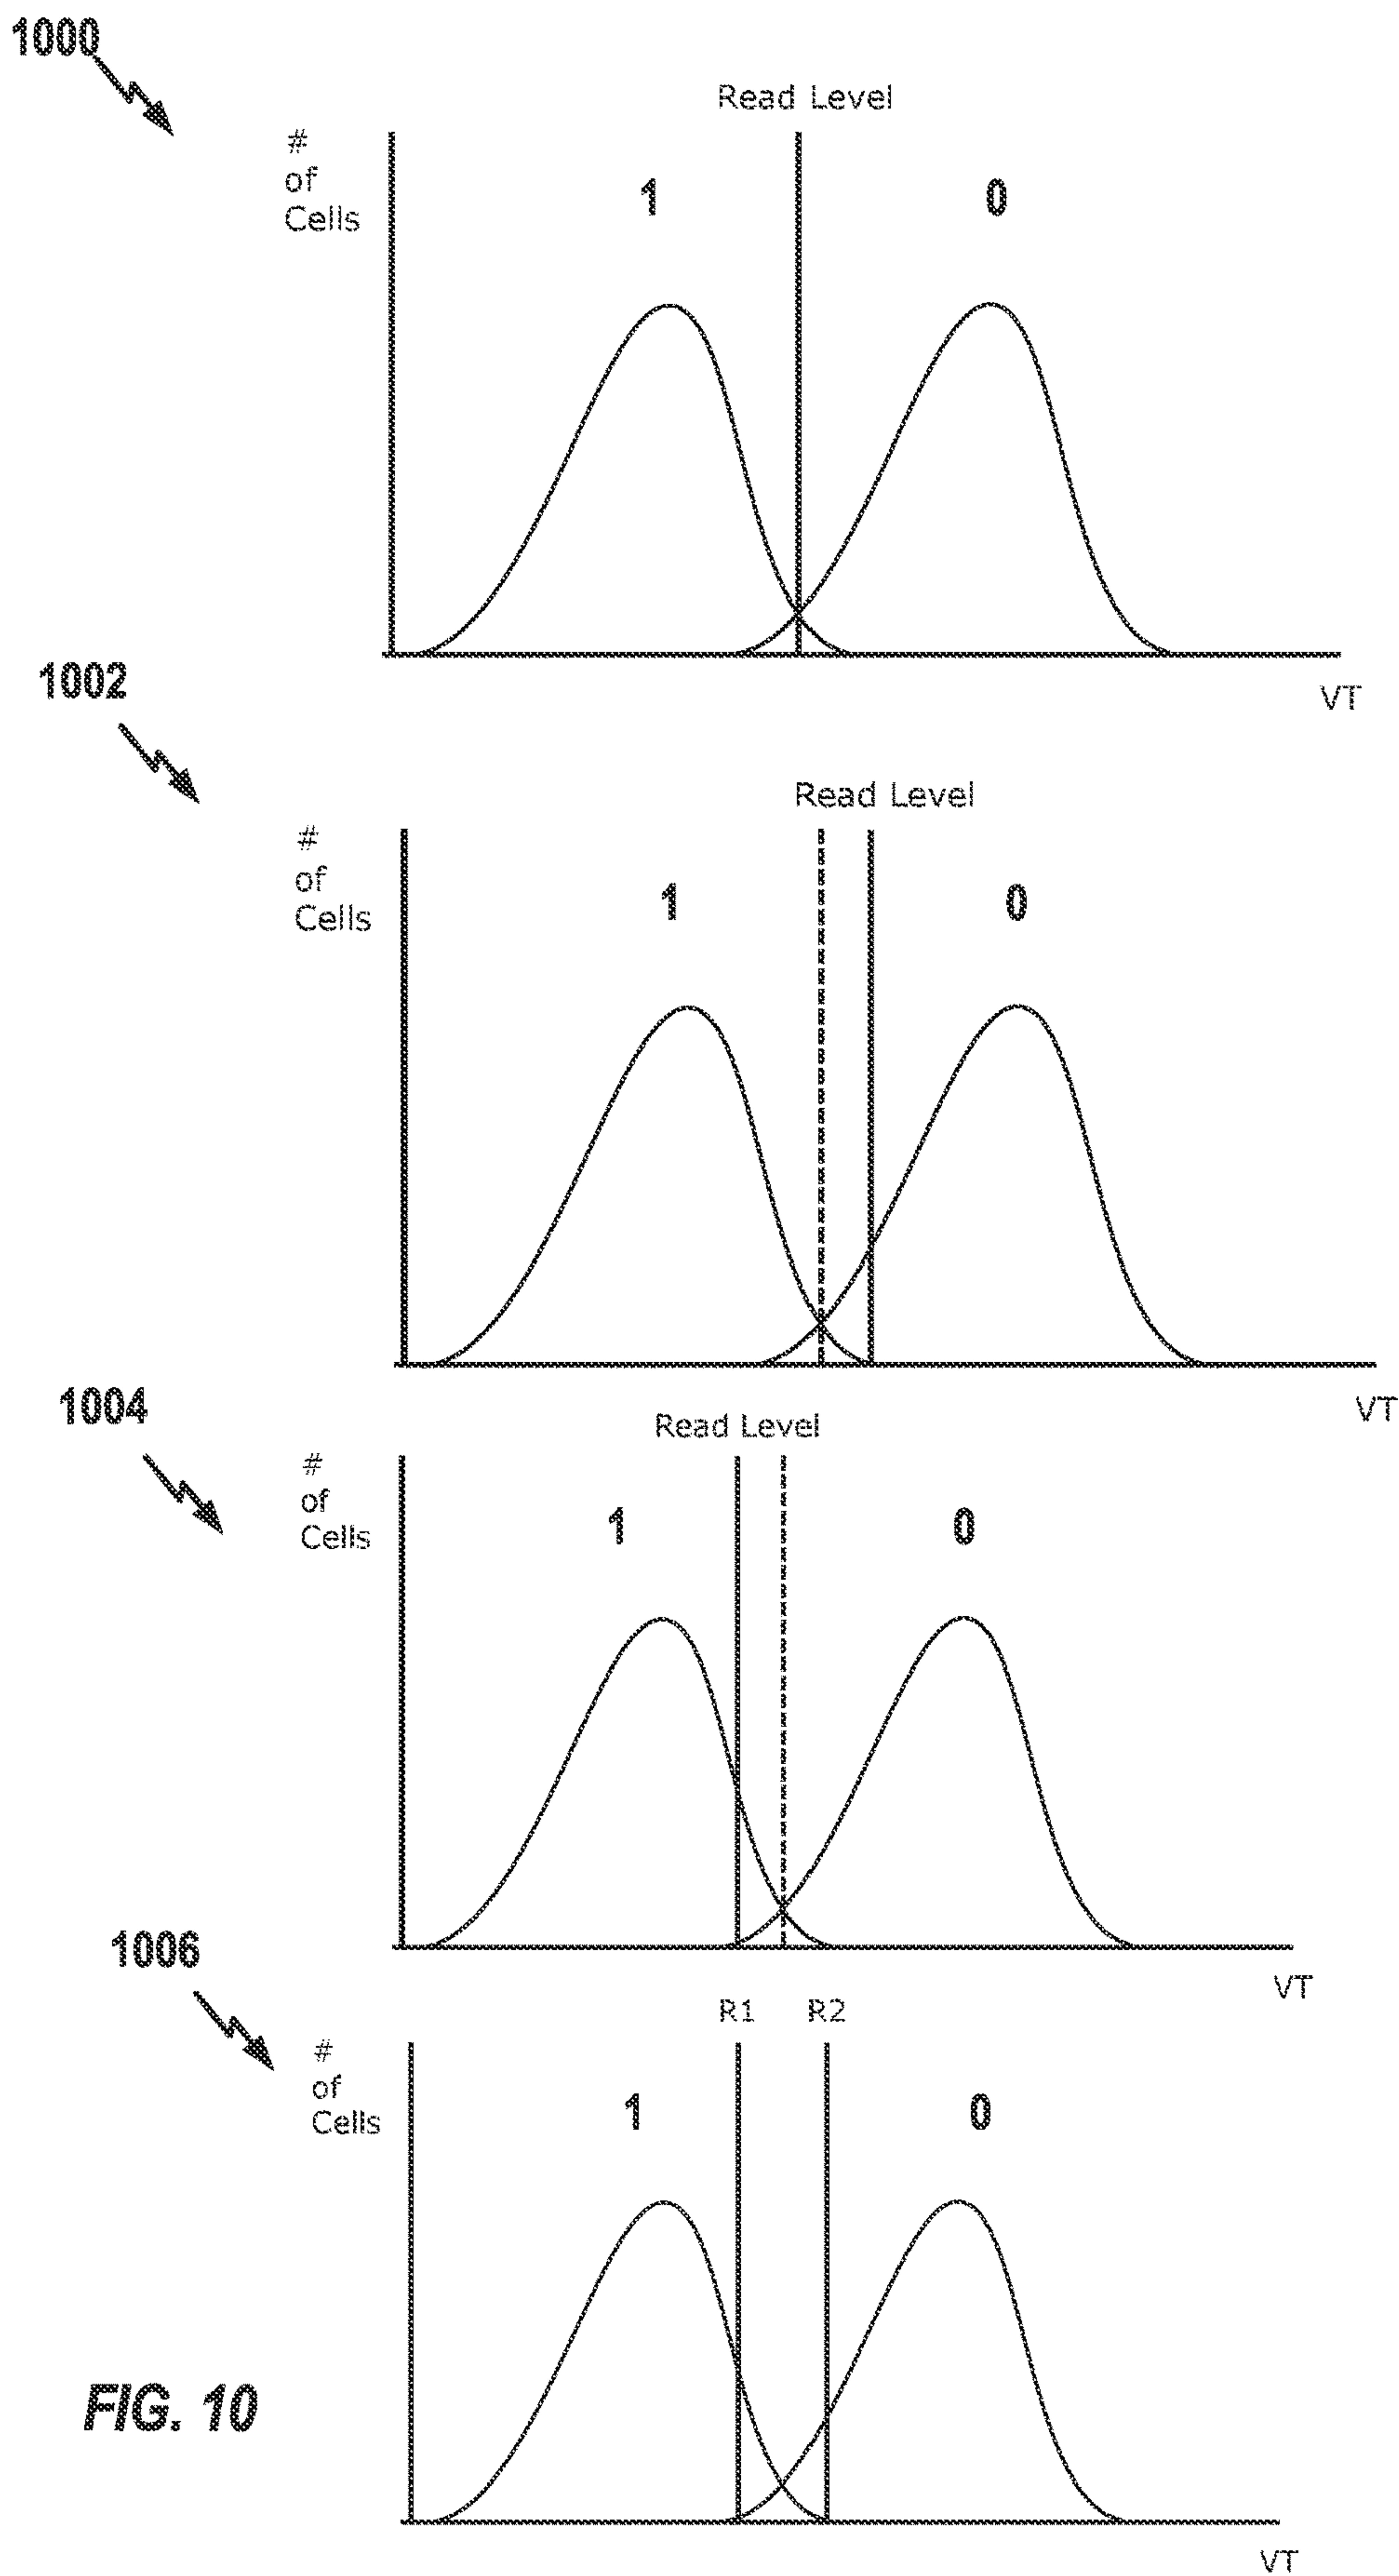 1000
Read Level
#
of
Cells
1
0
VT
1002
Read Level
#
of
Cells
1
0
VT
1004
Read Level
#
of
Cells
1
0
VT
1006
R1 R2
#
of
Cells
1
0
FIG. 10
VT